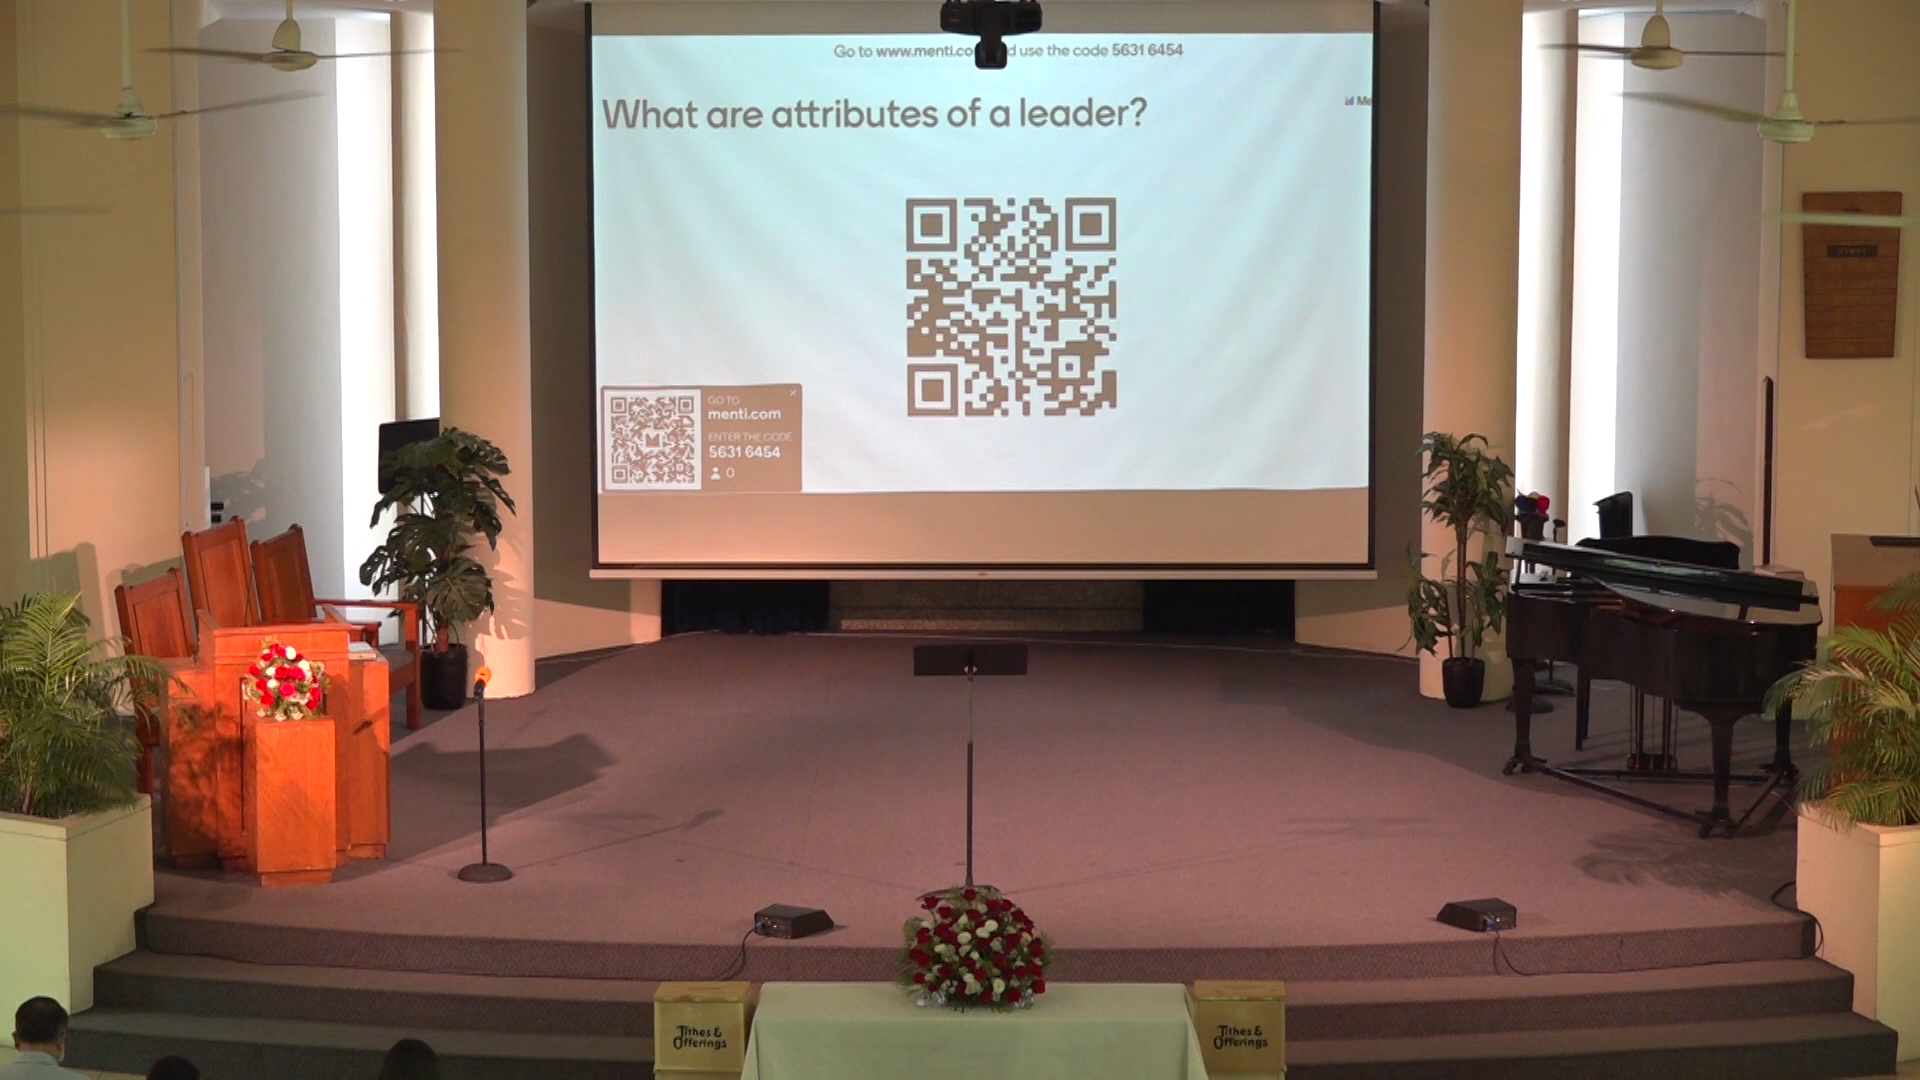 Go to www.menti.co d use the code 5631 6454
What are attributes of a leader?
Me
GO TO
menti.com
ENTER THE CODE
5631 6454
0
Tithes &
Offerings
Tithes &
Offerings